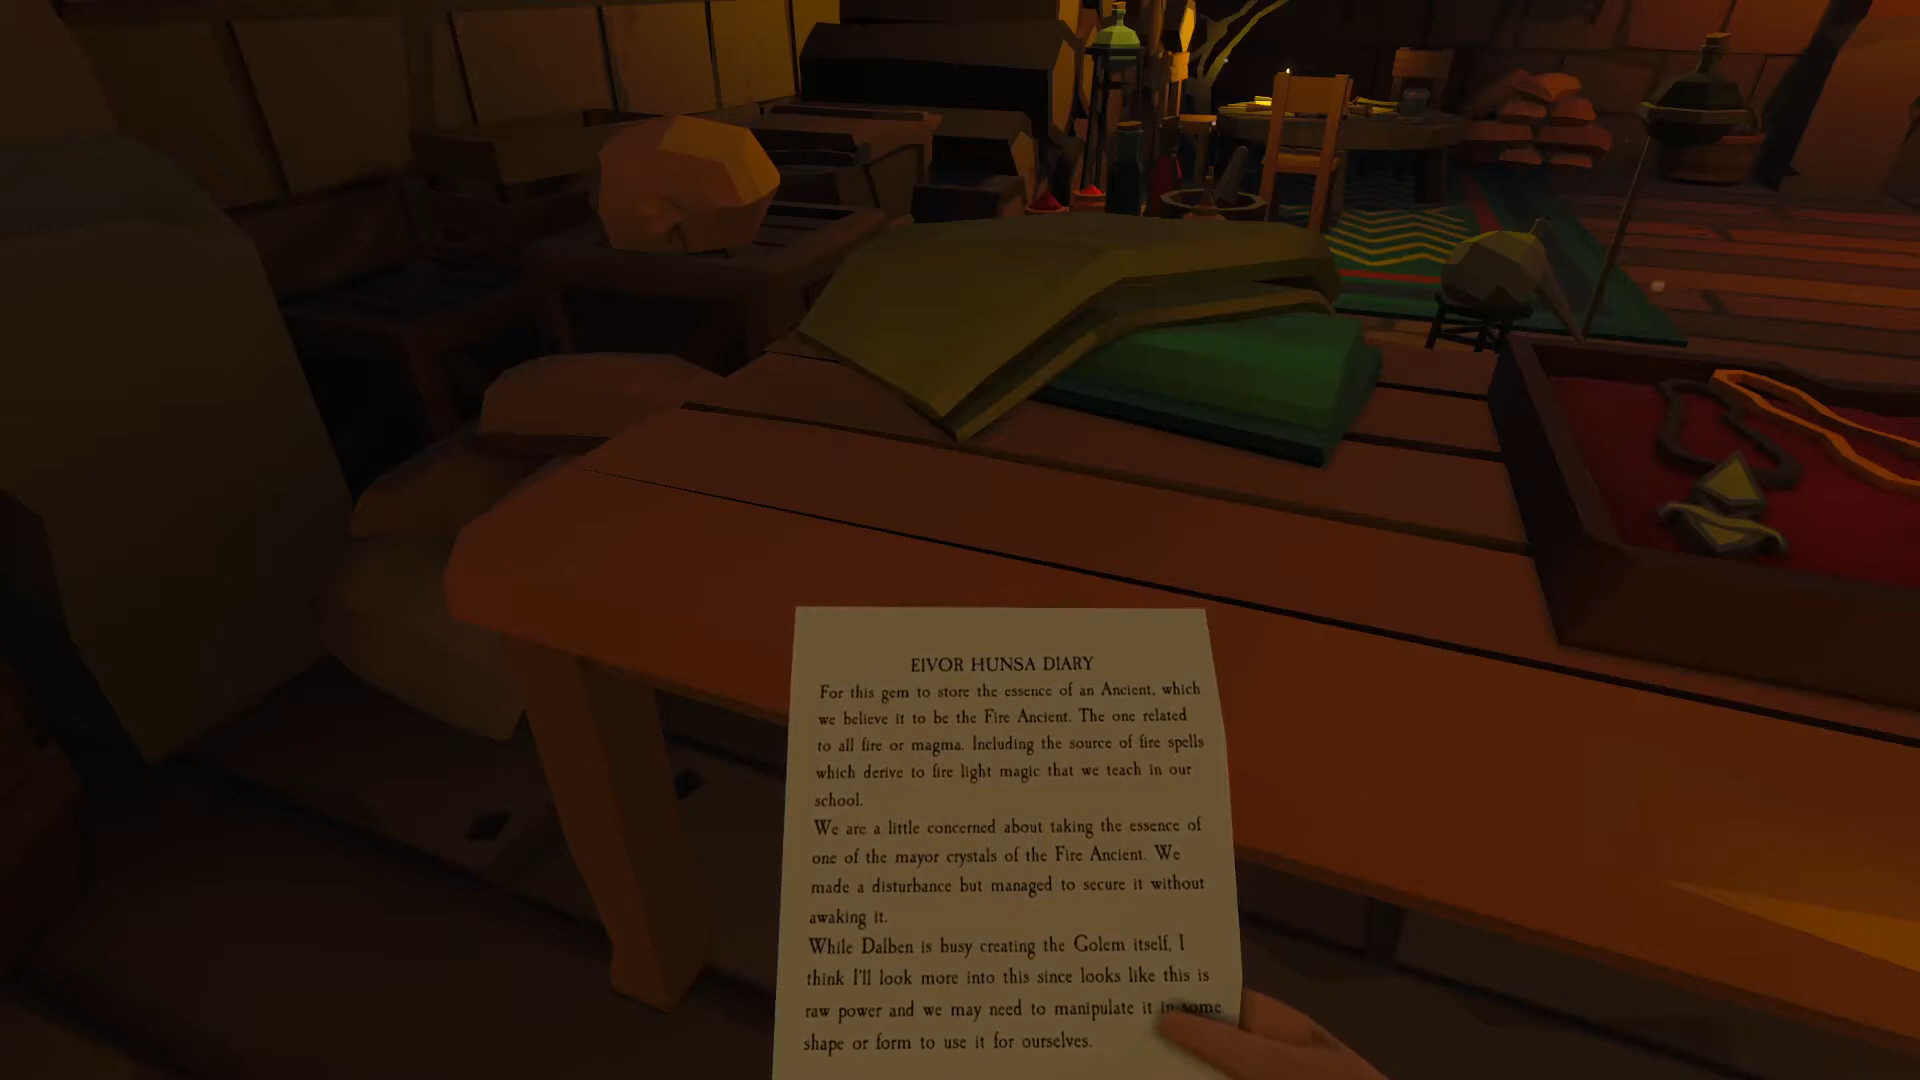 EIVOR HUNSA DIARY
For this gem to store the essence of an Ancient, which
we believe it to be the Fire Ancient. The one related
to all fire or magma. Including the source of fire spells
which derive to fire light magic that we teach in our
school.
We are a little concerned about taking the essence of
one of the mayor crystals of the Fire Ancient. We
made a disturbance but managed to secure it without
awaking it.
While Dalben is busy creating the Golem itself, I
think I'll look more into this since looks like this is
raw power and we may need to manipulate it in some
shape or form to use it for ourselves.